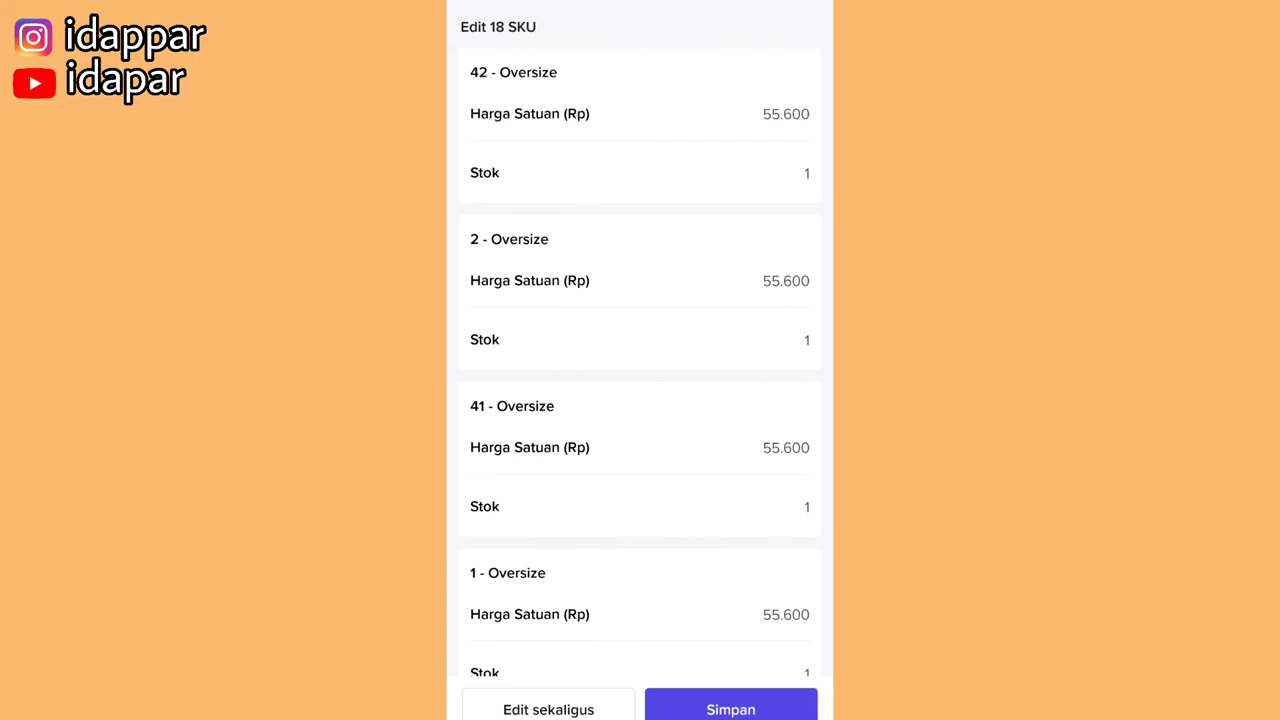 idappar
idapar
Edit 18 SKU
42 - Oversize
Harga Satuan (Rp) 55.600
Stok 1
2 - Oversize
Harga Satuan (Rp) 55.600
Stok 1
41 - Oversize
Harga Satuan (Rp) 55.600
Stok 1
1 - Oversize
Harga Satuan (Rp) 55.600
Stok 1
Edit sekaligus Simpan